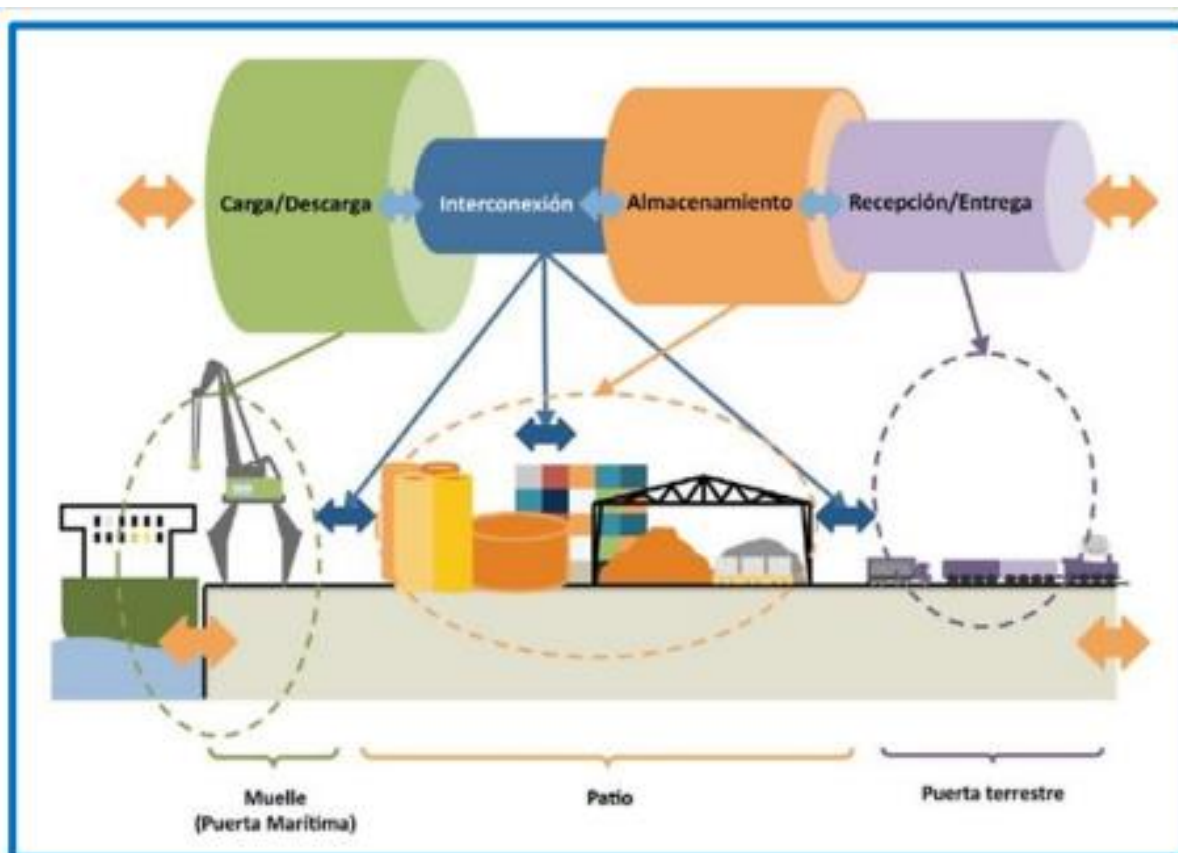 Carga/Descarga
Interconexión
Almacenamiento
Recepción/Entrega
Muelle
(Puerta Marítima)
Patio
Puerta terrestre